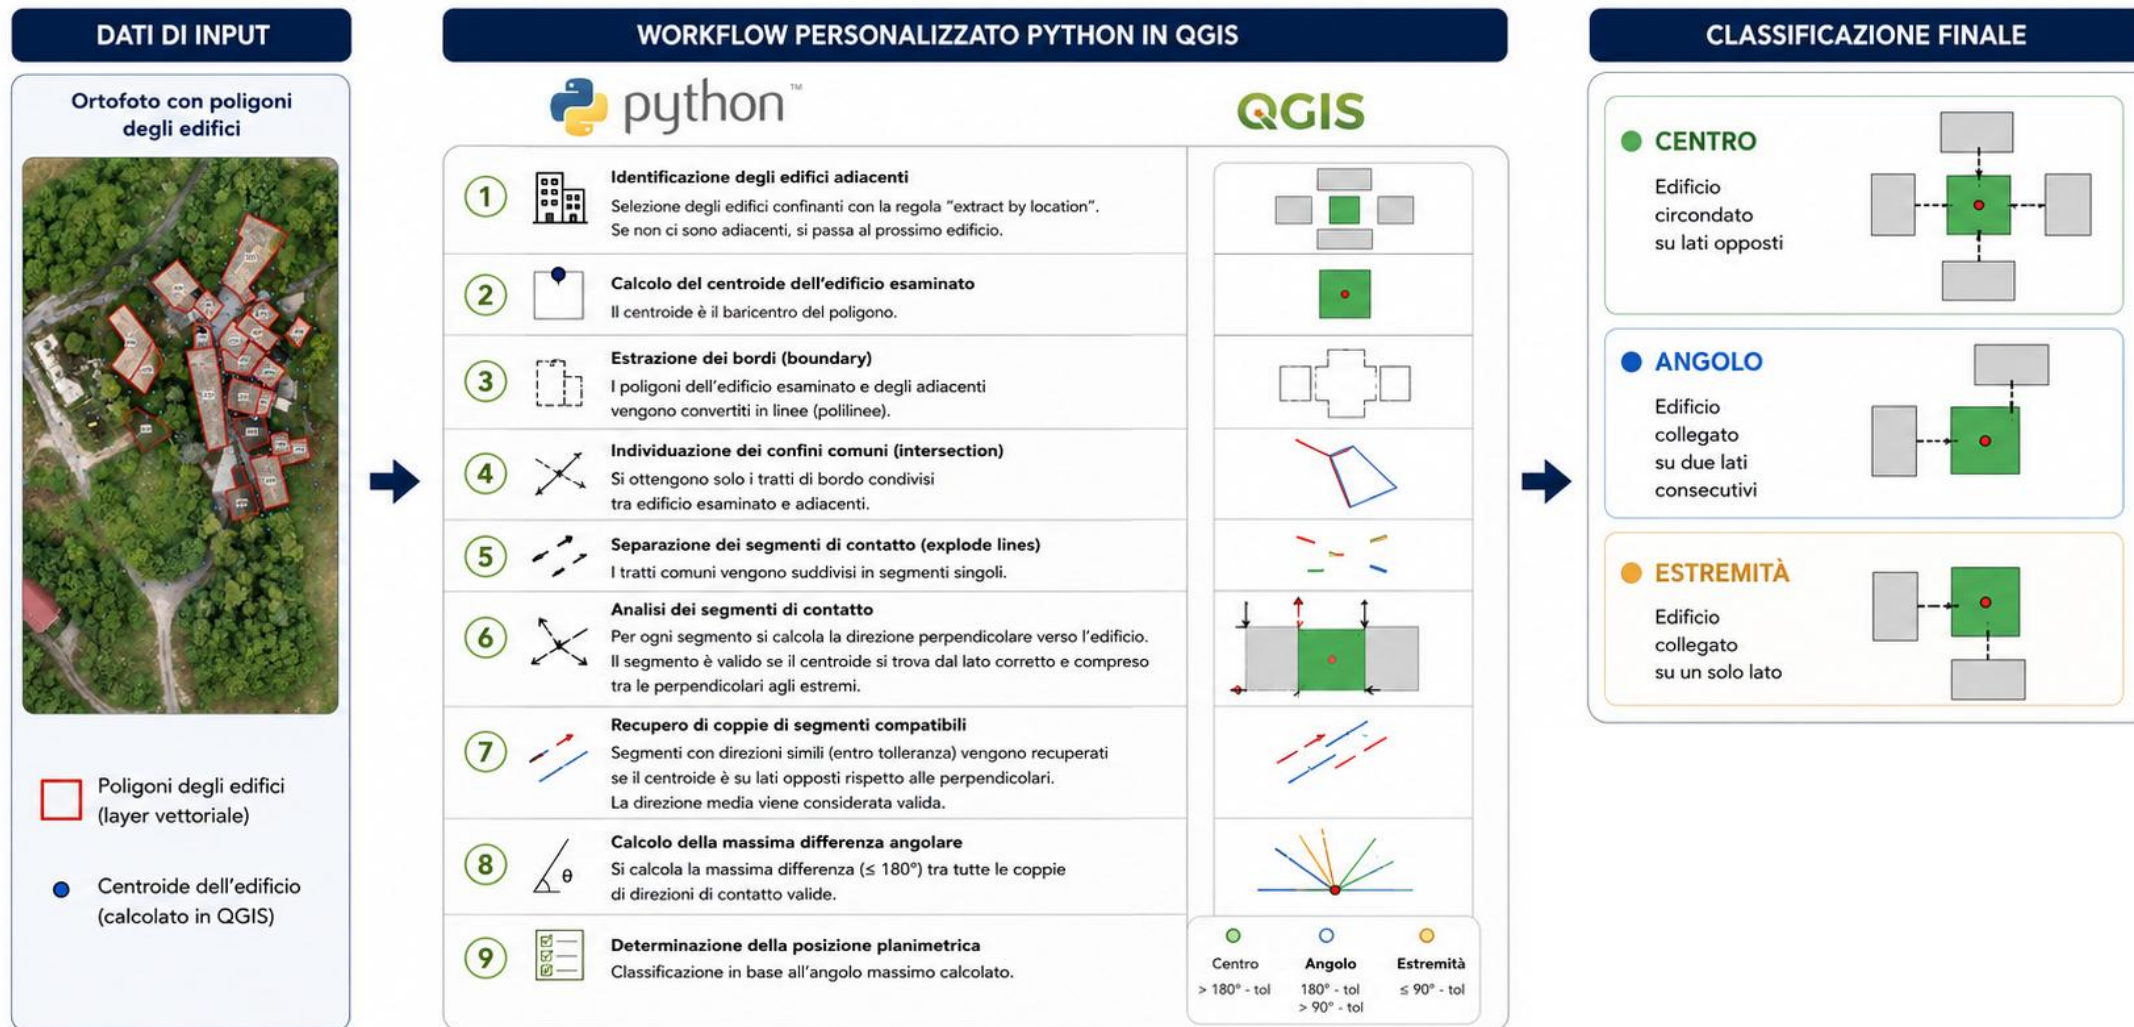 DATI DI INPUT
Ortofoto con poligoni
degli edifici
Poligoni degli edifici
(layer vettoriale)
Centroide dell'edificio
(calcolato in QGIS)
WORKFLOW PERSONALIZZATO PYTHON IN QGIS
python™
QGIS
1
Identificazione degli edifici adiacenti
Selezione degli edifici confinanti con la regola "extract by location".
Se non ci sono adiacenti, si passa al prossimo edificio.
2
Calcolo del centroide dell'edificio esaminato
Il centroide è il baricentro del poligono.
3
Estrazione dei bordi (boundary)
I poligoni dell'edificio esaminato e degli adiacenti
vengono convertiti in linee (polilinee).
4
Individuazione dei confini comuni (intersection)
Si ottengono solo i tratti di bordo condivisi
tra edificio esaminato e adiacenti.
5
Separazione dei segmenti di contatto (explode lines)
I tratti comuni vengono suddivisi in segmenti singoli.
6
Analisi dei segmenti di contatto
Per ogni segmento si calcola la direzione perpendicolare verso l'edificio.
Il segmento è valido se il centroide si trova dal lato corretto e compreso
tra le perpendicolari agli estremi.
7
Recupero di coppie di segmenti compatibili
Segmenti con direzioni simili (entro tolleranza) vengono recuperati
se il centroide è su lati opposti rispetto alle perpendicolari.
La direzione media viene considerata valida.
8
θ
Calcolo della massima differenza angolare
Si calcola la massima differenza (≤ 180°) tra tutte le coppie
di direzioni di contatto valide.
9
Determinazione della posizione planimetrica
Classificazione in base all'angolo massimo calcolato.
Centro
> 180° - tol
Angolo
180° - tol
> 90° - tol
Estremità
≤ 90° - tol
CLASSIFICAZIONE FINALE
CENTRO
Edificio
circondato
su lati opposti
ANGOLO
Edificio
collegato
su due lati
consecutivi
ESTREMITÀ
Edificio
collegato
su un solo lato